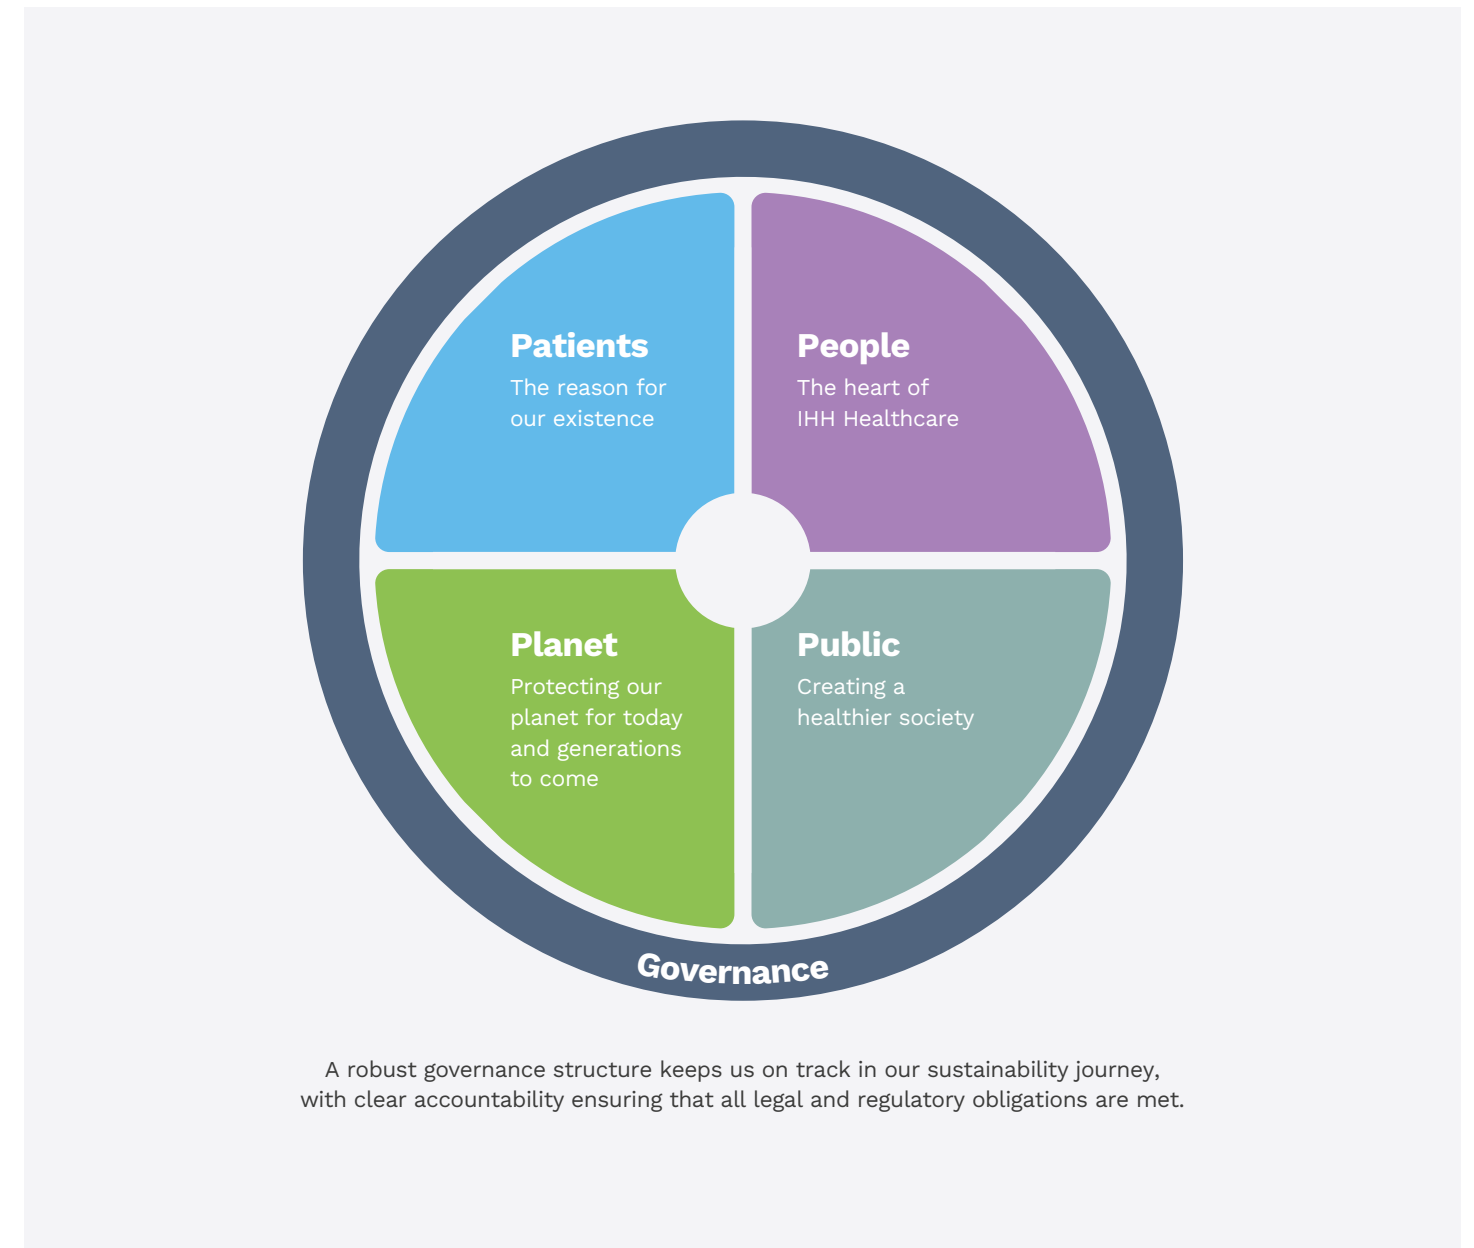 Patients
The reason for
our existence
People
The heart of
IHH Healthcare
Planet
Protecting our
planet for today
and generations
to come
Public
Creating a
healthier society
Governance
A robust governance structure keeps us on track in our sustainability journey,
with clear accountability ensuring that all legal and regulatory obligations are met.